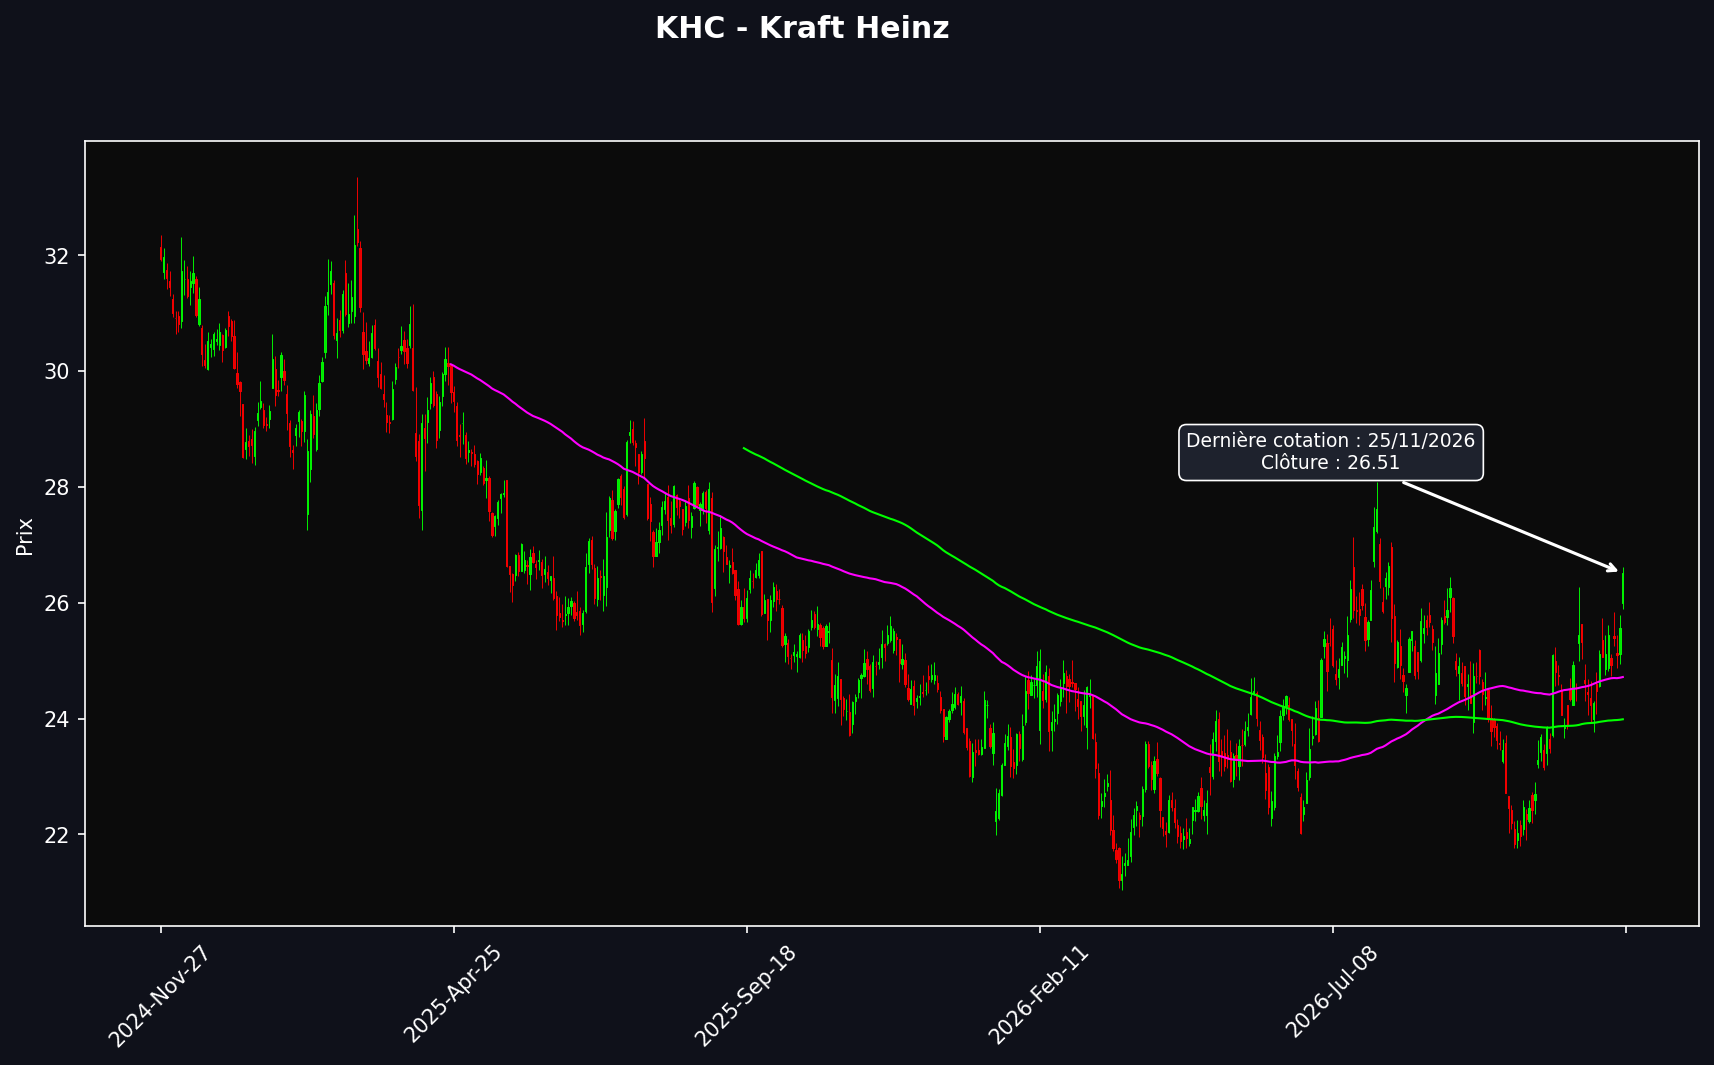 KHC - Kraft Heinz
Prix
32
30
28
26
24
22
Dernière cotation : 25/11/2026
Clôture : 26.51
2024-Nov-27
2025-Apr-25
2025-Sep-18
2026-Feb-11
2026-Jul-08